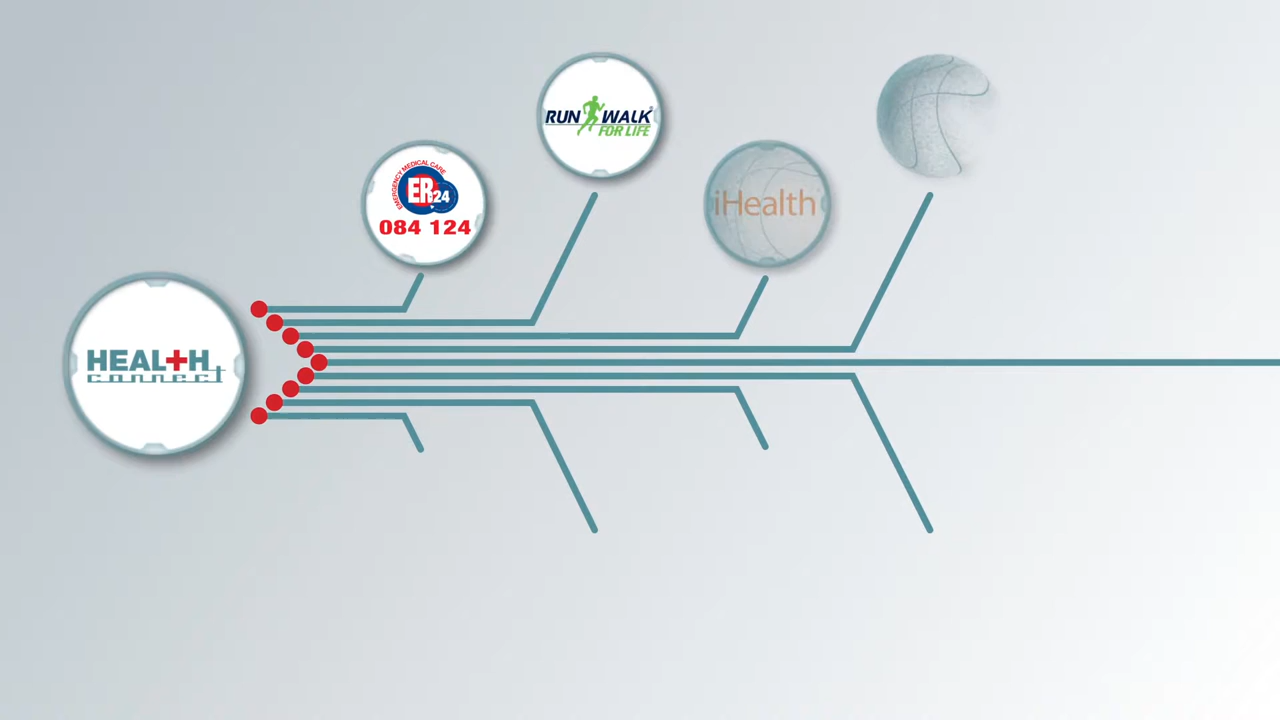 EMERGENCY MEDICAL CARE
ER24
084 124
RUN WALK
FOR LIFE
iHealth
HEALTH
connect